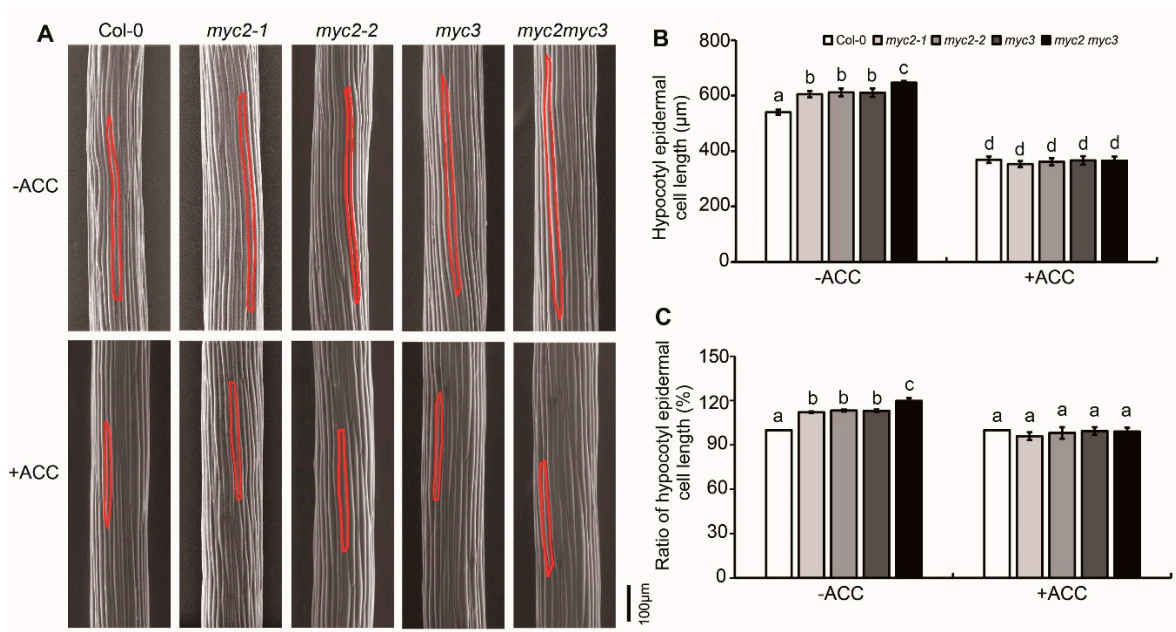 A
Col-0
myc2-1
myc2-2
myc3
myc2myc3
-ACC
+ACC
100μm
B
Col-0 myc2-1 myc2-2 myc3 myc2 myc3
Hypocotyl epidermal
cell length (μm)
800
600
400
200
0
a b b b c
d d d d d
-ACC +ACC
C
Ratio of hypocotyl epidermal
cell length (%)
150
120
90
60
30
0
a b b b c
a a a a a
-ACC +ACC